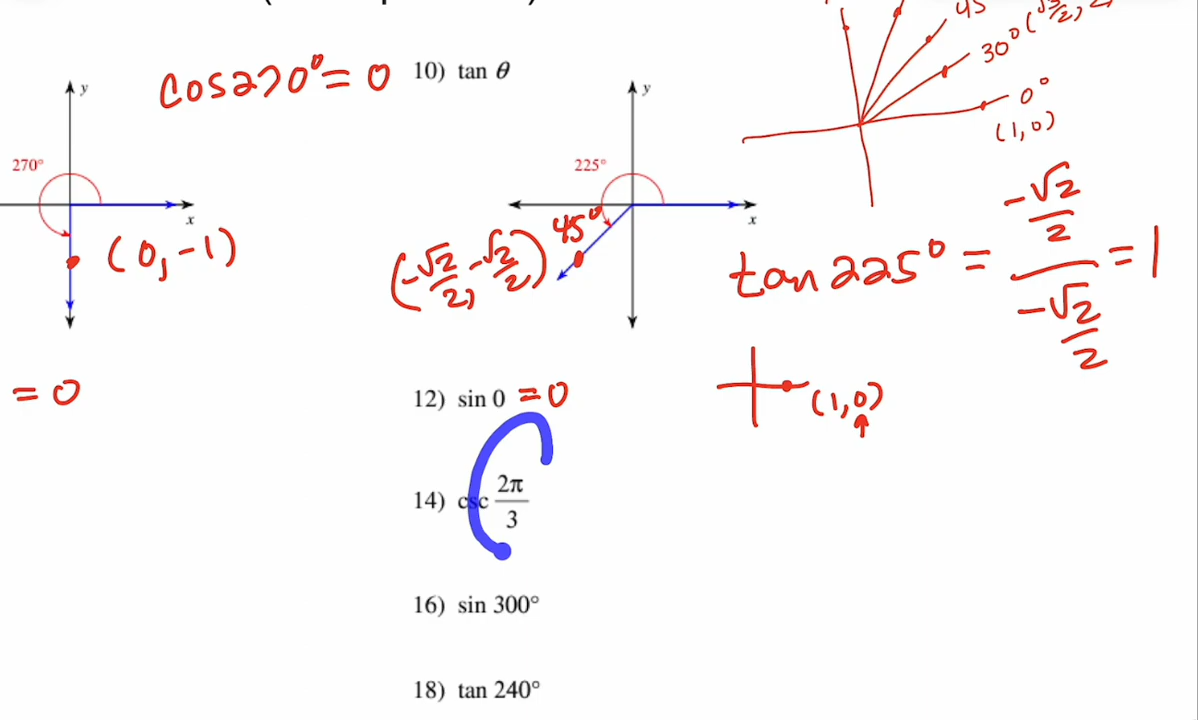 45
30° (√3/2,
0°
(1,0)
cos270° = 0
10) tan θ
y
270°
x
(0,-1)
y
225°
x
45°
(-√2/2, -√2/2)
tan225° = (-√2/2)/(-√2/2) = 1
= 0
12) sin 0 = 0
(1,0)
14) csc 2π/3
16) sin 300°
18) tan 240°